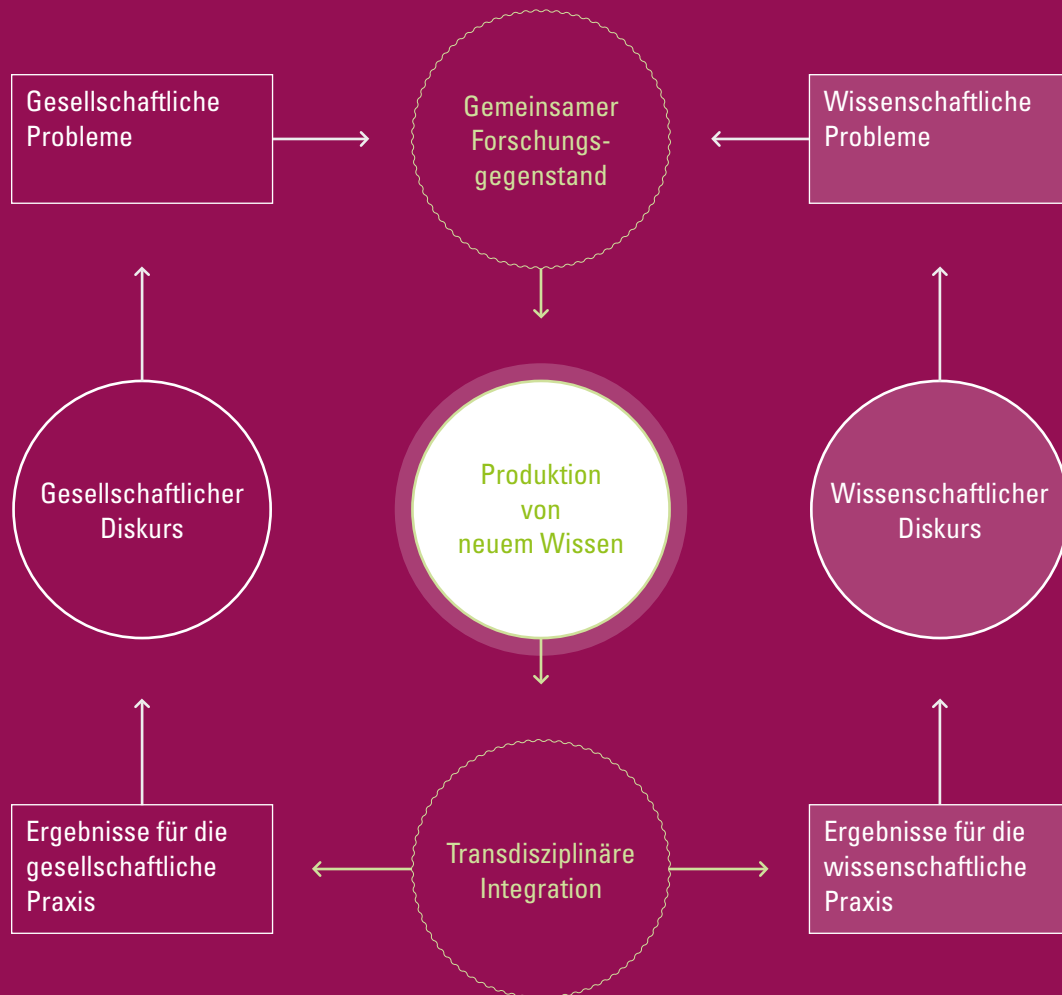 Gesellschaftliche
Probleme
Gemeinsamer
Forschungs-
gegenstand
Wissenschaftliche
Probleme
Gesellschaftlicher
Diskurs
Produktion
von
neuem Wissen
Wissenschaftlicher
Diskurs
Ergebnisse für die
gesellschaftliche
Praxis
Transdisziplinäre
Integration
Ergebnisse für die
wissenschaftliche
Praxis